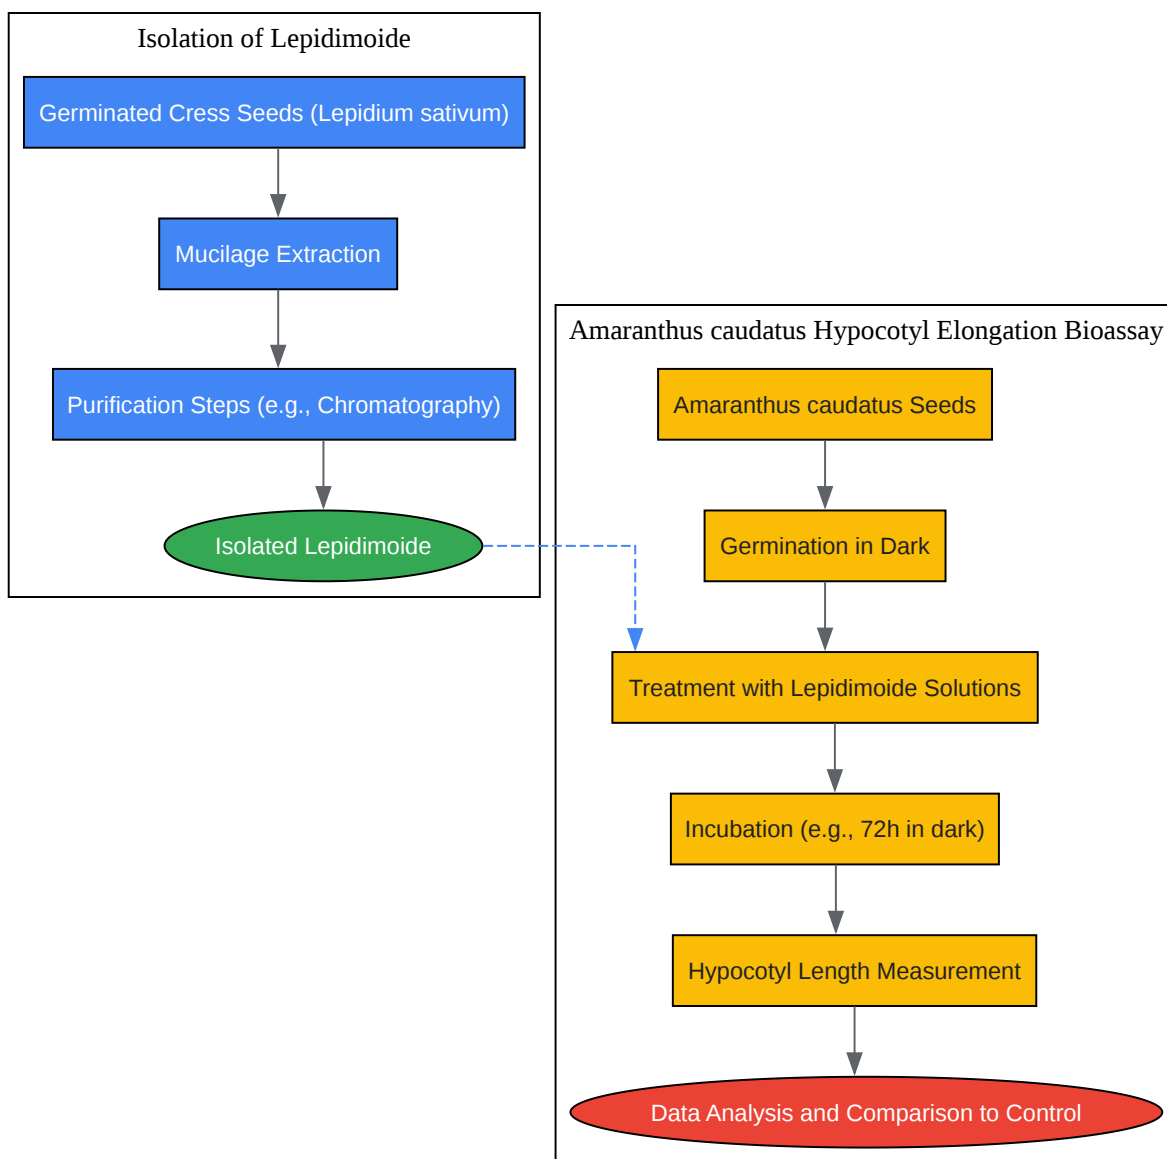 Isolation of Lepidimoide
Germinated Cress Seeds (Lepidium sativum)
Mucilage Extraction
Purification Steps (e.g., Chromatography)
Isolated Lepidimoide
Amaranthus caudatus Hypocotyl Elongation Bioassay
Amaranthus caudatus Seeds
Germination in Dark
Treatment with Lepidimoide Solutions
Incubation (e.g., 72h in dark)
Hypocotyl Length Measurement
Data Analysis and Comparison to Control